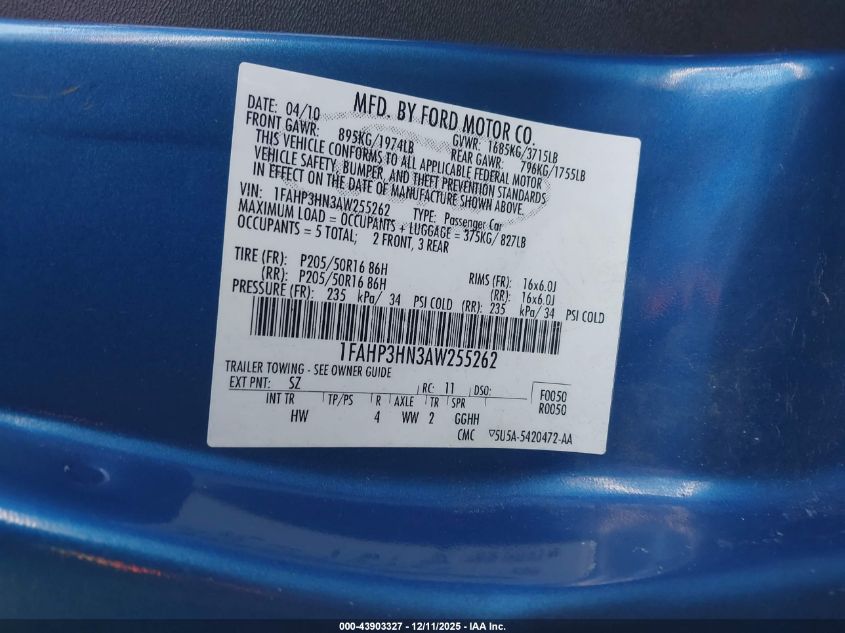 MFD. BY FORD MOTOR CO.
DATE: 04/10 GVWR: 1685KG/3715LB
FRONT GAWR: 895KG/1974LB REAR GAWR: 796KG/1755LB
THIS VEHICLE CONFORMS TO ALL APPLICABLE FEDERAL MOTOR
VEHICLE SAFETY, BUMPER, AND THEFT PREVENTION STANDARDS
IN EFFECT ON THE DATE OF MANUFACTURE SHOWN ABOVE.
VIN: 1FAHP3HN3AW255262 TYPE: Passenger Car
MAXIMUM LOAD = OCCUPANTS + LUGGAGE = 375KG/ 827LB
OCCUPANTS = 5 TOTAL; 2 FRONT, 3 REAR
TIRE (FR): P205/50R16 86H RIMS (FR): 16x6.0J
(RR): P205/50R16 86H (RR): 16x6.0J
PRESSURE (FR): 235 kPa/ 34 PSI COLD (RR): 235 kPa/ 34 PSI COLD
1FAHP3HN3AW255262
TRAILER TOWING - SEE OWNER GUIDE
EXT PNT: SZ RC: 11 DSO: F0050
R0050
INT TR TP/PS R AXLE TR SPR
HW 4 WW 2 GGHH
CMC 5U5A-5420472-AA
000-43903327 - 12/11/2025 - IAA Inc.